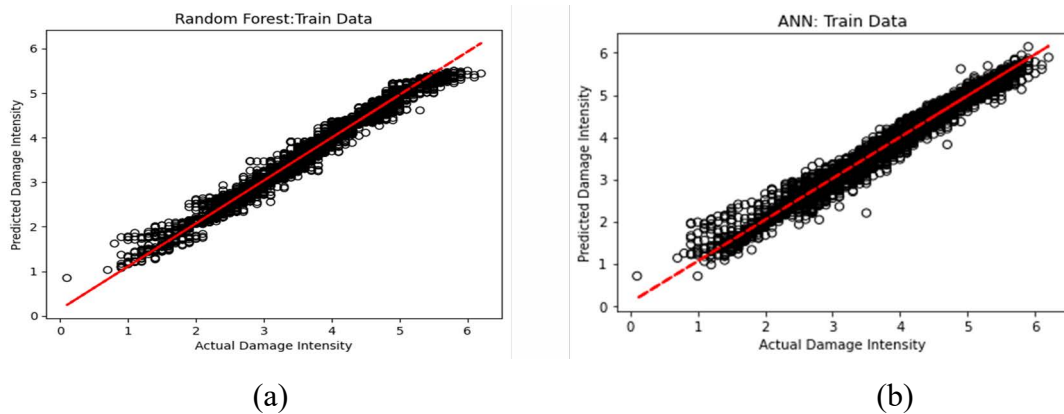 Random Forest:Train Data
Predicted Damage Intensity
6
5
4
3
2
1
0
0 1 2 3 4 5 6
Actual Damage Intensity
(a)
ANN: Train Data
Predicted Damage Intensity
6
5
4
3
2
1
0
0 1 2 3 4 5 6
Actual Damage Intensity
(b)